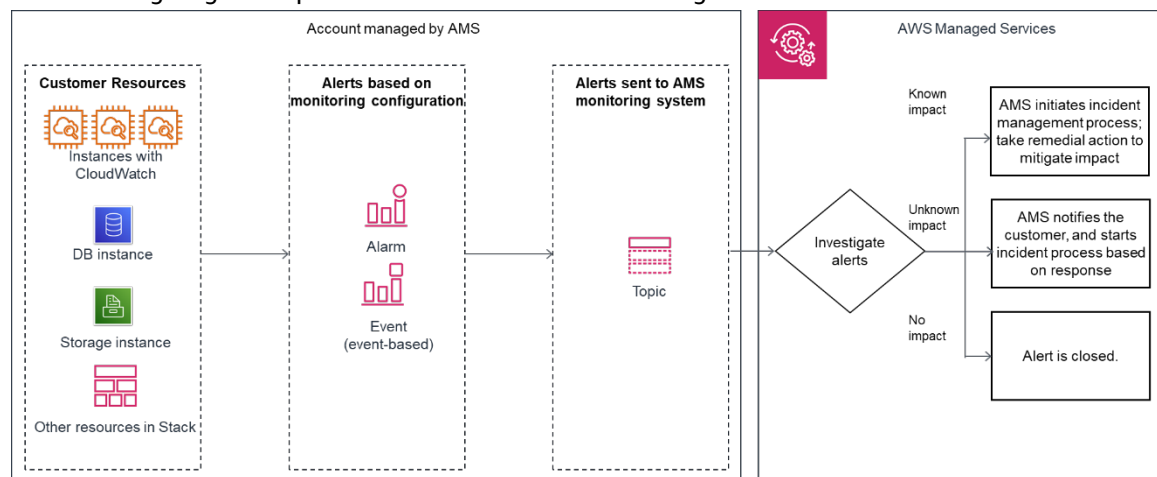 Account managed by AMS
AWS Managed Services
Customer Resources
Instances with
CloudWatch
DB instance
Storage instance
Other resources in Stack
Alerts based on
monitoring configuration
Alarm
Event
(event-based)
Alerts sent to AMS
monitoring system
Topic
Investigate
alerts
Known
impact
AMS initiates incident
management process;
take remedial action to
mitigate impact
Unknown
impact
AMS notifies the
customer, and starts
incident process based
on response
No
impact
Alert is closed.